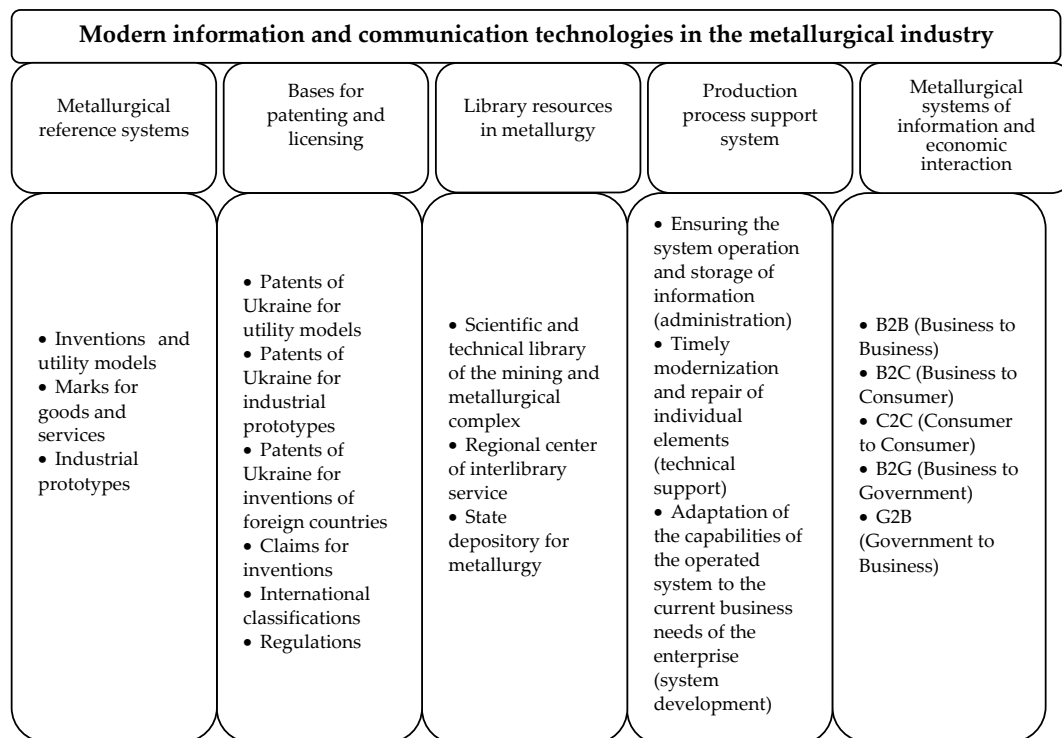 Modern information and communication technologies in the metallurgical industry
Metallurgical
reference systems
Bases for
patenting and
licensing
Library resources
in metallurgy
Production
process support
system
Metallurgical
systems of
information and
economic
interaction
• Inventions and
utility models
• Marks for
goods and
services
• Industrial
prototypes
• Patents of
Ukraine for
utility models
• Patents of
Ukraine for
industrial
prototypes
• Patents of
Ukraine for
inventions of
foreign countries
• Claims for
inventions
• International
classifications
• Regulations
• Scientific and
technical library
of the mining and
metallurgical
complex
• Regional center
of interlibrary
service
• State
depository for
metallurgy
• Ensuring the
system operation
and storage of
information
(administration)
• Timely
modernization
and repair of
individual
elements
(technical
support)
• Adaptation of
the capabilities of
the operated
system to the
current business
needs of the
enterprise
(system
development)
• B2B (Business to
Business)
• B2C (Business to
Consumer)
• C2C (Consumer
to Consumer)
• B2G (Business to
Government)
• G2B
(Government to
Business)